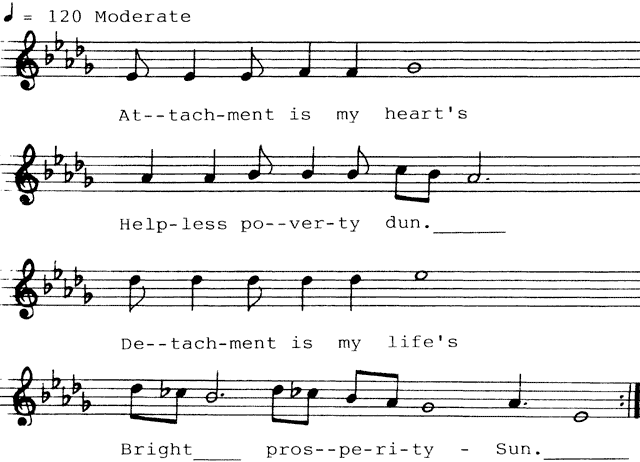 ♩ = 120 Moderate
At--tach-ment is my heart's
Help-less po--ver-ty dun.______
De--tach-ment is my life's
Bright____ pros--pe-ri-ty - Sun._______